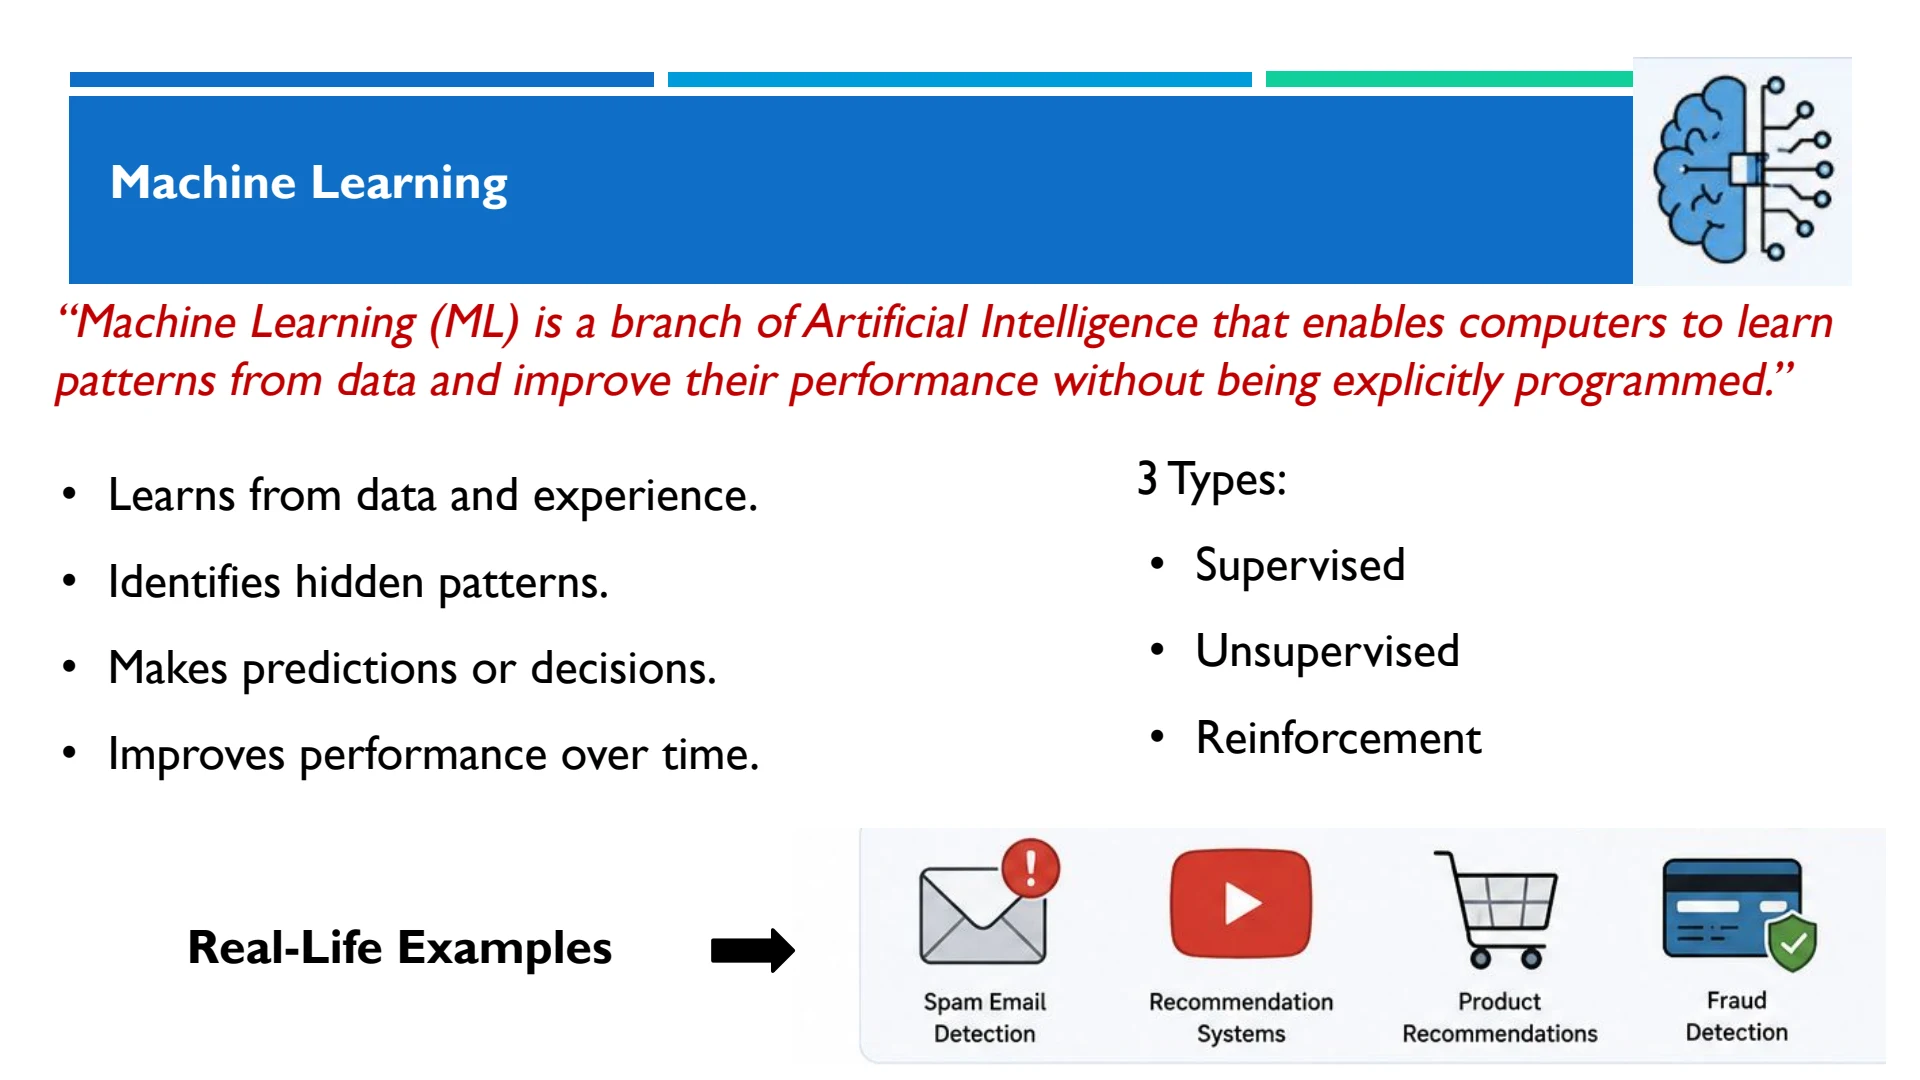 Machine Learning
“Machine Learning (ML) is a branch of Artificial Intelligence that enables computers to learn
patterns from data and improve their performance without being explicitly programmed.”
• Learns from data and experience.
• Identifies hidden patterns.
• Makes predictions or decisions.
• Improves performance over time.
3 Types:
• Supervised
• Unsupervised
• Reinforcement
Real-Life Examples
Spam Email
Detection
Recommendation
Systems
Product
Recommendations
Fraud
Detection